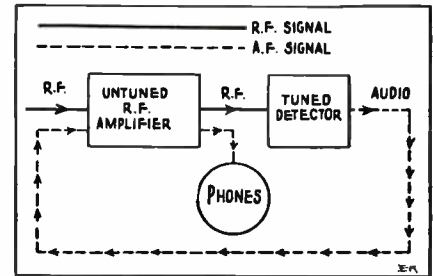 R.F. SIGNAL
A.F. SIGNAL
R.F.
UNTUNED
R.F.
AMPLIFIER
R.F.
TUNED
DETECTOR
AUDIO
PHONES
EM